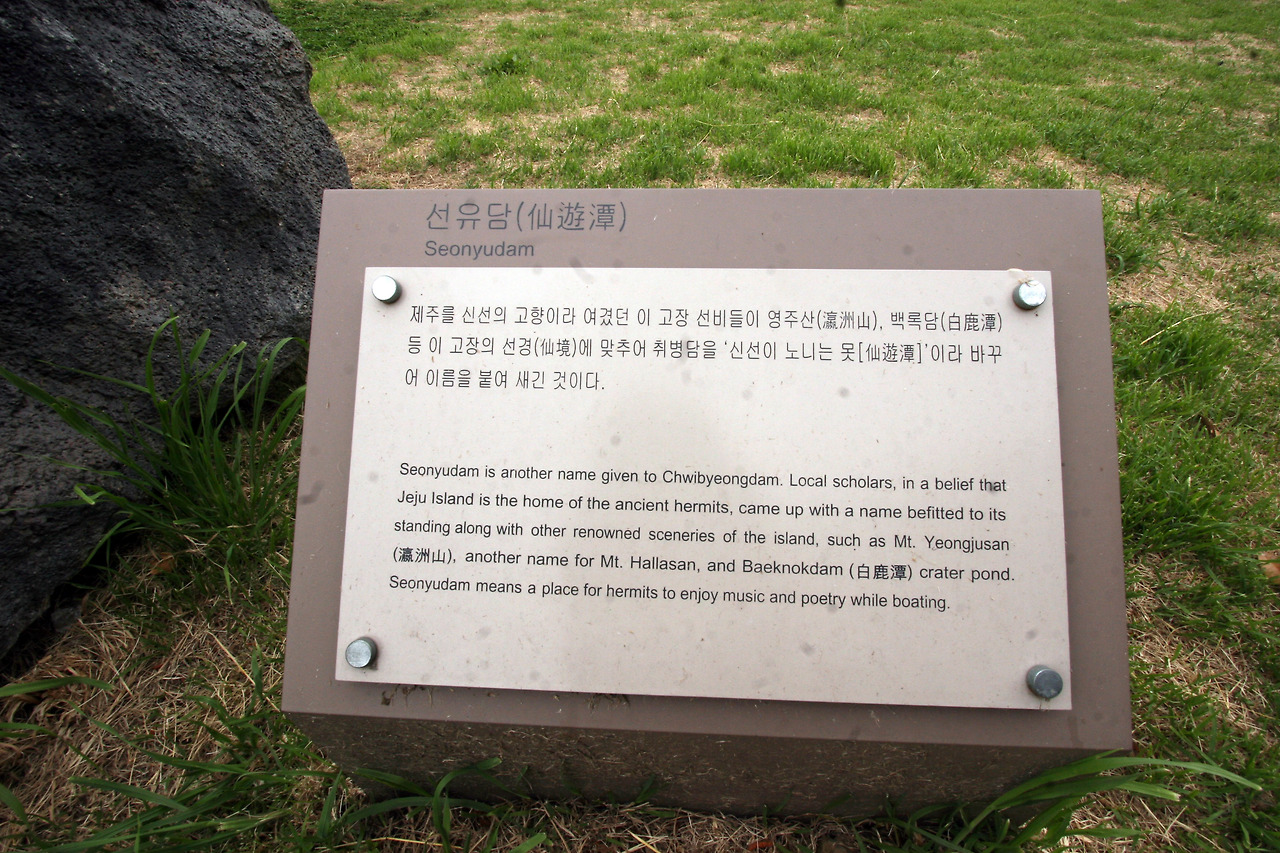 선유담(仙遊潭)
Seonyudam
제주를 신선의 고향이라 여겼던 이 고장 선비들이 영주산(瀛洲山), 백록담(白鹿潭)
등 이 고장의 선경(仙境)에 맞추어 취병담을 ‘신선이 노니는 못[仙遊潭]’이라 바꾸
어 이름을 붙여 새긴 것이다.
Seonyudam is another name given to Chwibyeongdam. Local scholars, in a belief that
Jeju Island is the home of the ancient hermits, came up with a name befitted to its
standing along with other renowned sceneries of the island, such as Mt. Yeongjusan
(瀛洲山), another name for Mt. Hallasan, and Baeknokdam (白鹿潭) crater pond.
Seonyudam means a place for hermits to enjoy music and poetry while boating.